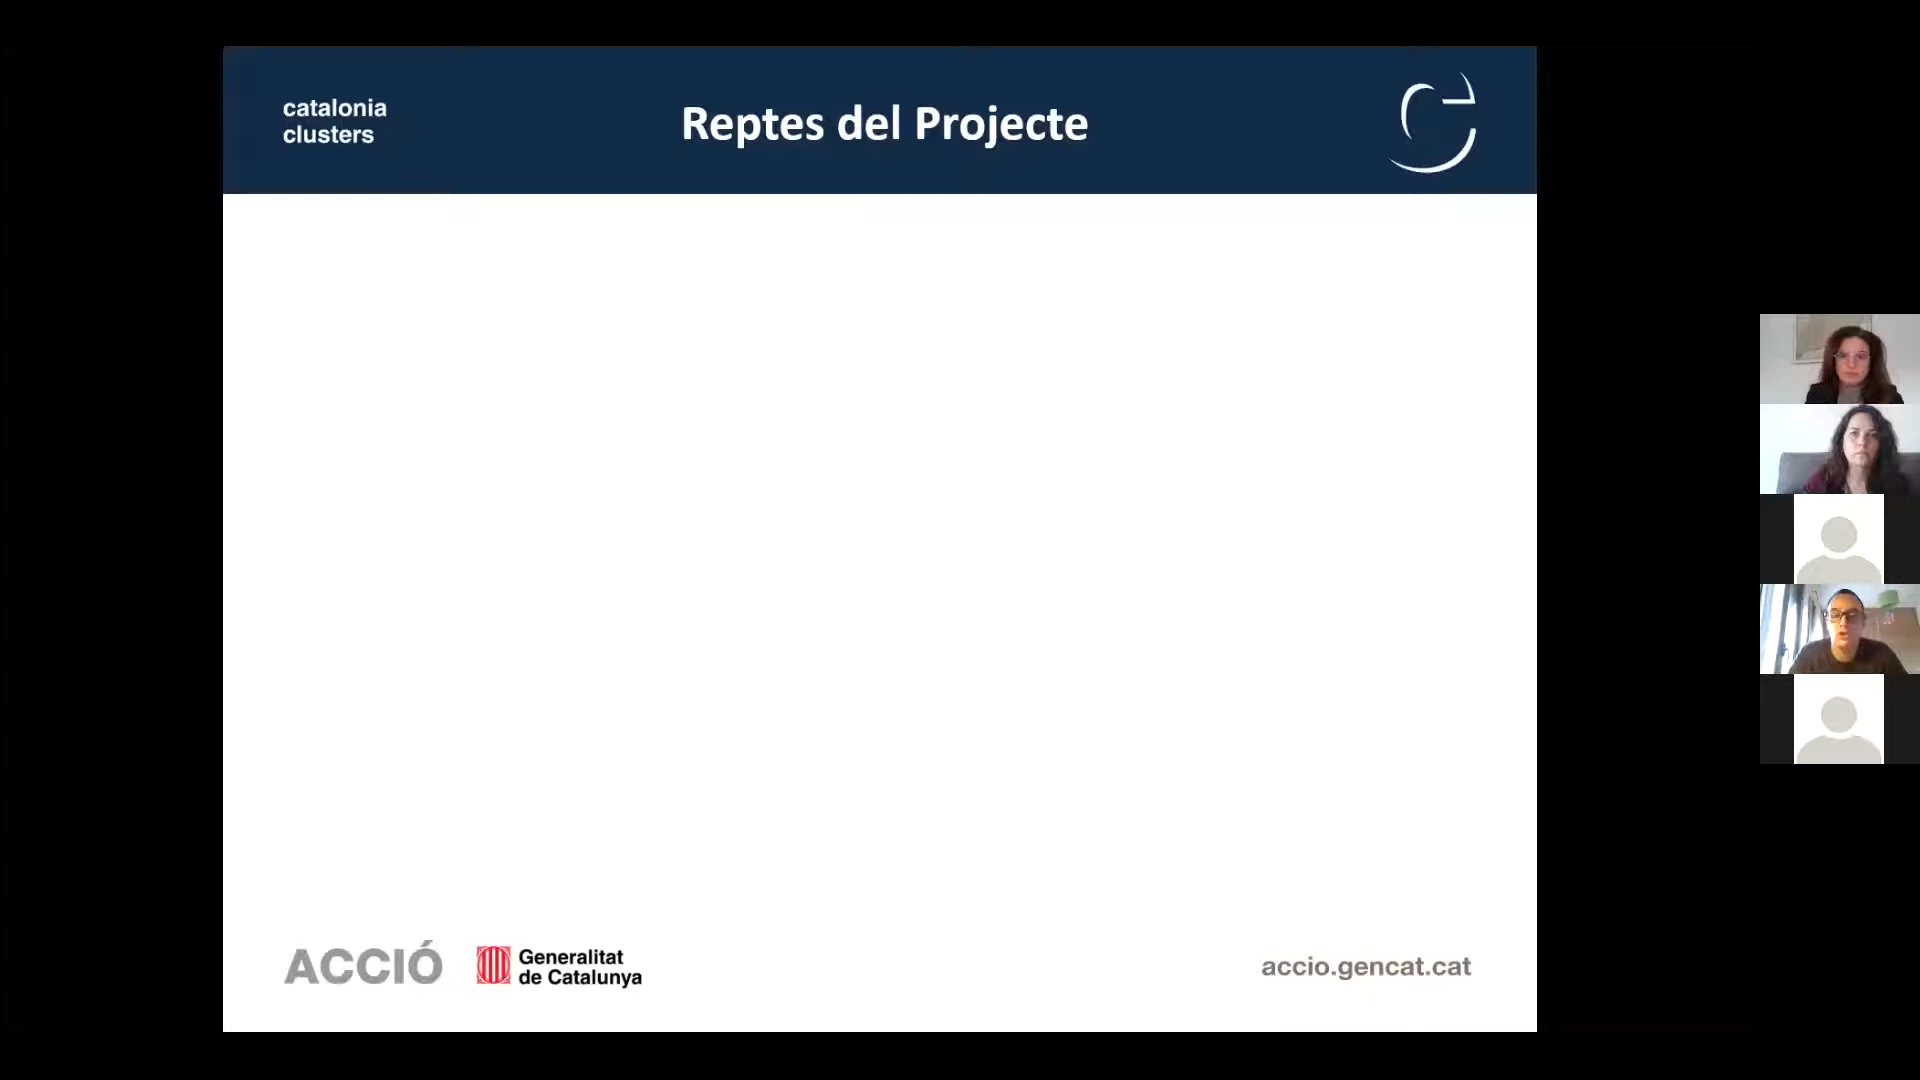 catalonia
clusters
Reptes del Projecte
ACCIÓ
Generalitat
de Catalunya
accio.gencat.cat